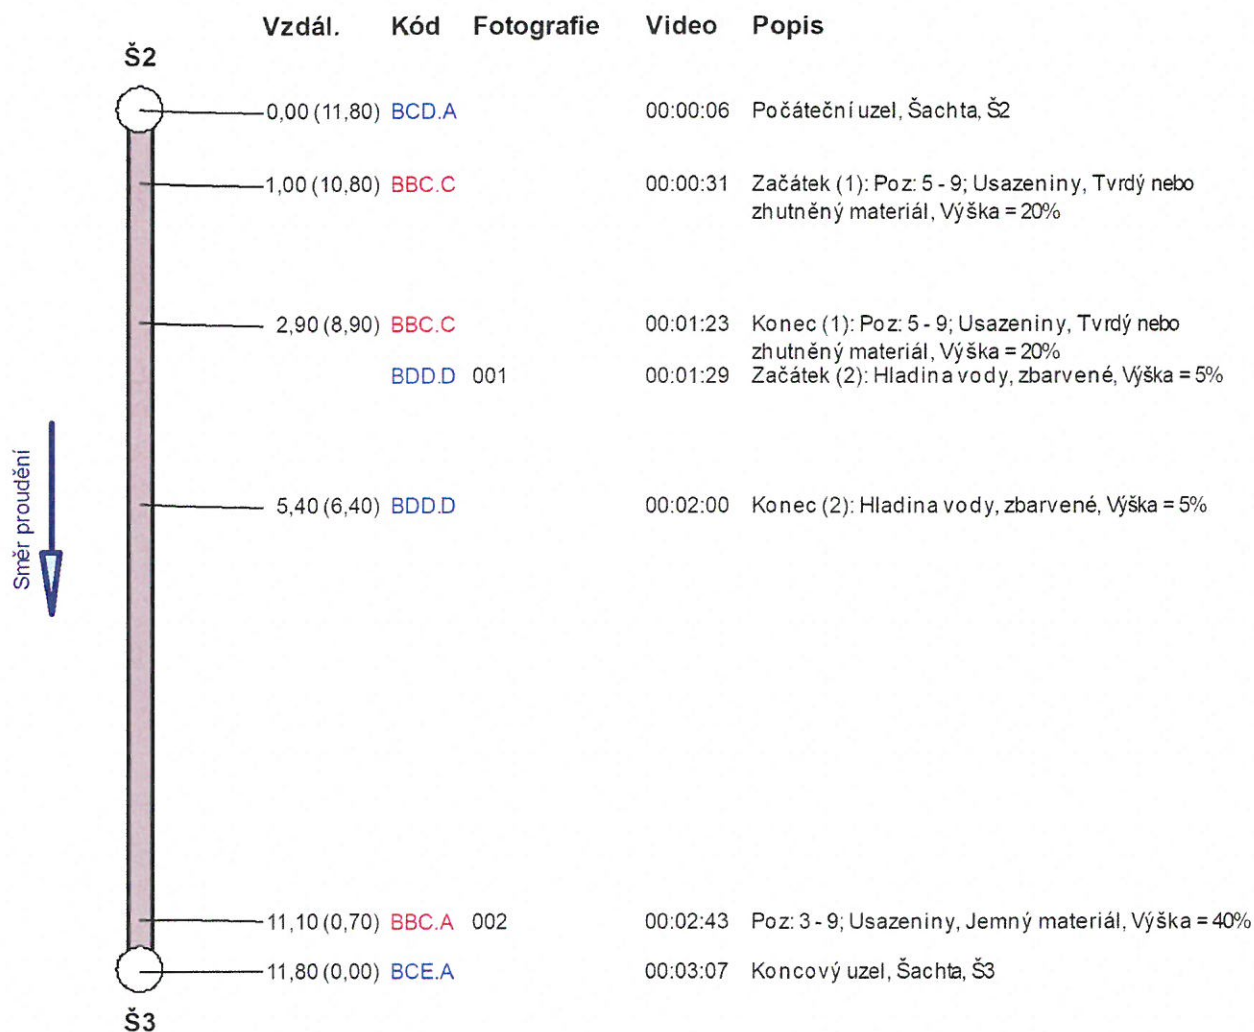 Vzdál. Kód Fotografie Video Popis
Š2
0,00 (11,80) BCD.A 00:00:06 Počáteční uzel, Šachta, Š2
1,00 (10,80) BBC.C 00:00:31 Začátek (1): Poz: 5 - 9; Usazeniny, Tvrdý nebo
zhutněný materiál, Výška = 20%
2,90 (8,90) BBC.C 00:01:23 Konec (1): Poz: 5 - 9; Usazeniny, Tvrdý nebo
zhutněný materiál, Výška = 20%
BDD.D 001 00:01:29 Začátek (2): Hladina vody, zbarvené, Výška = 5%
Směr proudění
5,40 (6,40) BDD.D 00:02:00 Konec (2): Hladina vody, zbarvené, Výška = 5%
11,10 (0,70) BBC.A 002 00:02:43 Poz: 3 - 9; Usazeniny, Jemný materiál, Výška = 40%
11,80 (0,00) BCE.A 00:03:07 Koncový uzel, Šachta, Š3
Š3